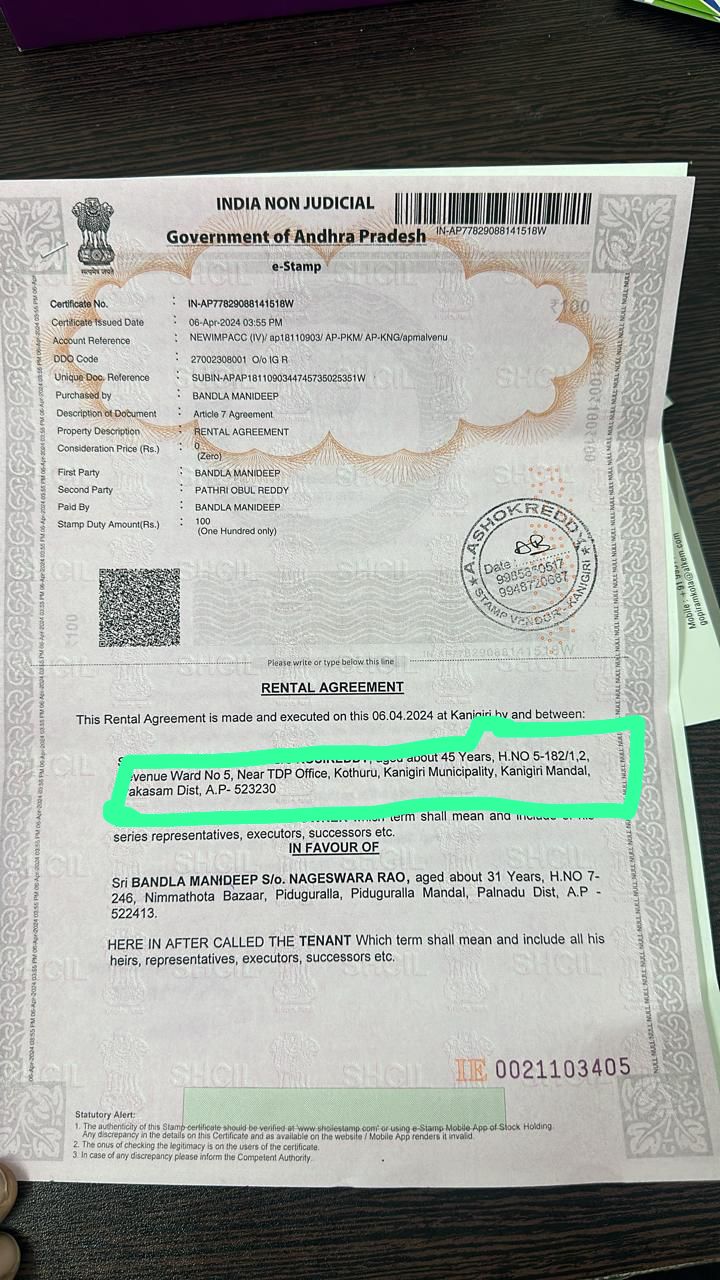 INDIA NON JUDICIAL
IN-AP77829088141518W
Government of Andhra Pradesh
e-Stamp
सत्यमेव जयते
₹100
Certificate No. : IN-AP77829088141518W
Certificate Issued Date : 06-Apr-2024 03:55 PM
Account Reference : NEWIMPACC (IV)/ ap18110903/ AP-PKM/ AP-KNG/apmalvenu
DDO Code : 27002308001 O/o IG R
Unique Doc. Reference : SUBIN-APAP18110903444745735025351W
Purchased by : BANDLA MANIDEEP
Description of Document : Article 7 Agreement
Property Description : RENTAL AGREEMENT
Consideration Price (Rs.) : 0
(Zero)
First Party : BANDLA MANIDEEP
Second Party : PATHRI OBUL REDDY
Paid By : BANDLA MANIDEEP
Stamp Duty Amount(Rs.) : 100
(One Hundred only)
A.ASHOKREDDY
Date
9948720687
STAMP VENDOR KANIGIRI
Please write or type below this line
IN-AP77829088141518W
RENTAL AGREEMENT
This Rental Agreement is made and executed on this 06.04.2024 at Kanigiri by and between:
aged about 45 Years, H.NO 5-182/1,2,
evenue Ward No 5, Near TDP Office, Kothuru, Kanigiri Municipality, Kanigiri Mandal,
akasam Dist, A.P- 523230
which term shall mean and include
series representatives, executors, successors etc.
IN FAVOUR OF
Sri BANDLA MANIDEEP S/o. NAGESWARA RAO, aged about 31 Years, H.NO 7-
246, Nimmathota Bazaar, Piduguralla, Piduguralla Mandal, Palnadu Dist, A.P -
522413.
HERE IN AFTER CALLED THE TENANT Which term shall mean and include all his
heirs, representatives, executors, successors etc.
IE 0021103405
Statutory Alert:
1. The authenticity of this Stamp certificate should be verified at 'www.shcilestamp.com' or using e-Stamp Mobile App of Stock Holding.
Any discrepancy in the details on this Certificate and as available on the website / Mobile App renders it invalid.
2. The onus of checking the legitimacy is on the users of the certificate.
3. In case of any discrepancy please inform the Competent Authority.